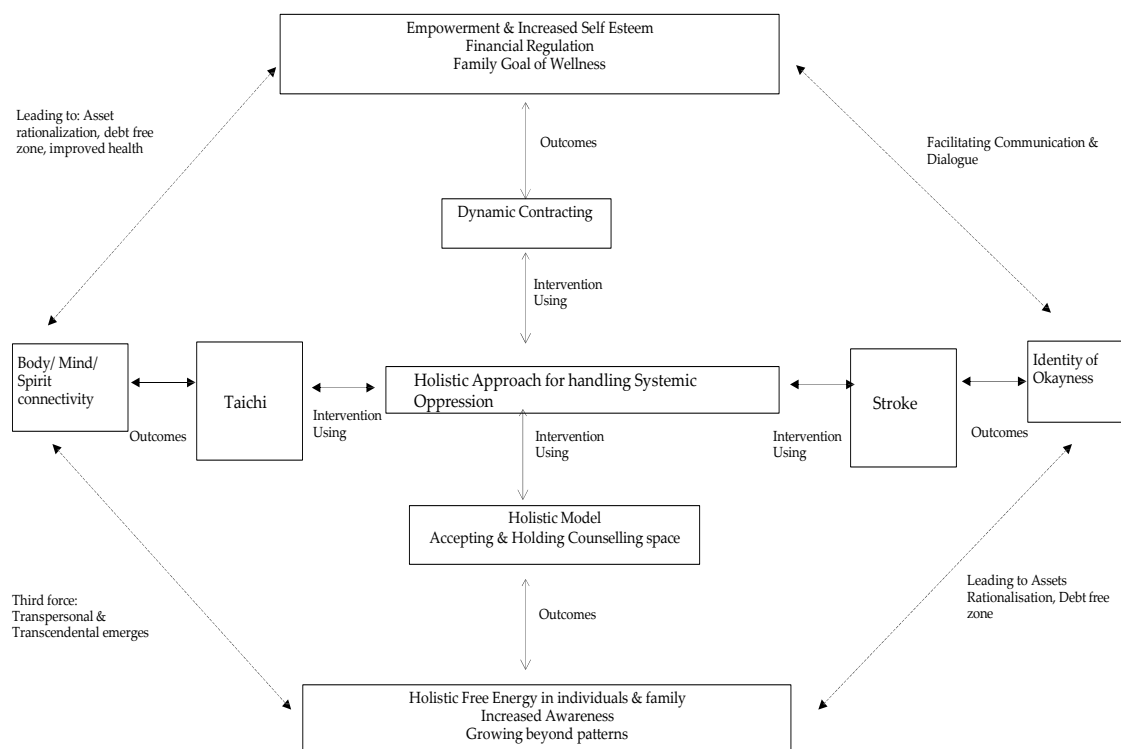 Empowerment & Increased Self Esteem
Financial Regulation
Family Goal of Wellness
Leading to: Asset
rationalization, debt free
zone, improved health
Outcomes
Facilitating Communication &
Dialogue
Dynamic Contracting
Intervention
Using
Body/ Mind/
Spirit
connectivity
Outcomes
Taichi
Intervention
Using
Holistic Approach for handling Systemic
Oppression
Intervention
Using
Stroke
Outcomes
Identity of
Okayness
Intervention
Using
Holistic Model
Accepting & Holding Counselling space
Third force:
Transpersonal &
Transcendental emerges
Outcomes
Leading to Assets
Rationalisation, Debt free
zone
Holistic Free Energy in individuals & family
Increased Awareness
Growing beyond patterns